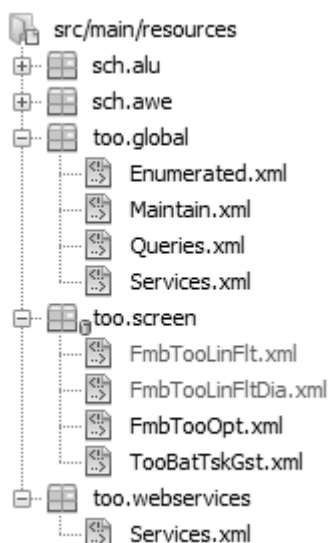 src/main/resources
sch.alu
sch.awe
too.global
Enumerated.xml
Maintain.xml
Queries.xml
Services.xml
too.screen
FmbTooLinFlt.xml
FmbTooLinFltDia.xml
FmbTooOpt.xml
TooBatTskGst.xml
too.webservices
Services.xml